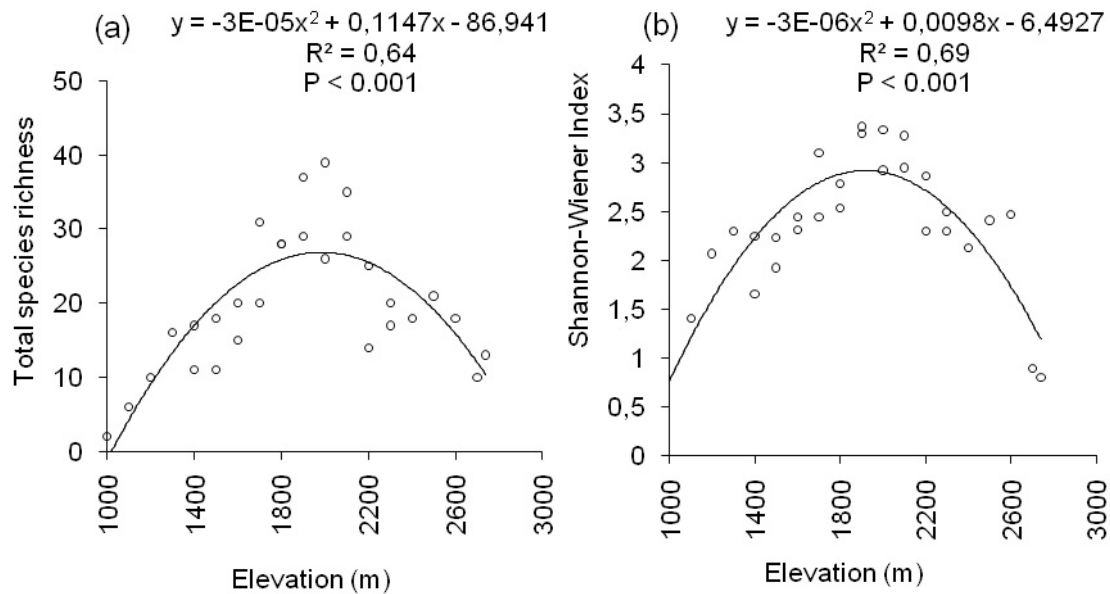 (a) y = -3E-05x² + 0,1147x - 86,941
R² = 0,64
P < 0.001
50
40
30
20
10
0
Total species richness
1000
1400
1800
2200
2600
3000
Elevation (m)
(b) y = -3E-06x² + 0,0098x - 6,4927
R² = 0,69
P < 0.001
4
3,5
3
2,5
2
1,5
1
0,5
0
Shannon-Wiener Index
1000
1400
1800
2200
2600
3000
Elevation (m)